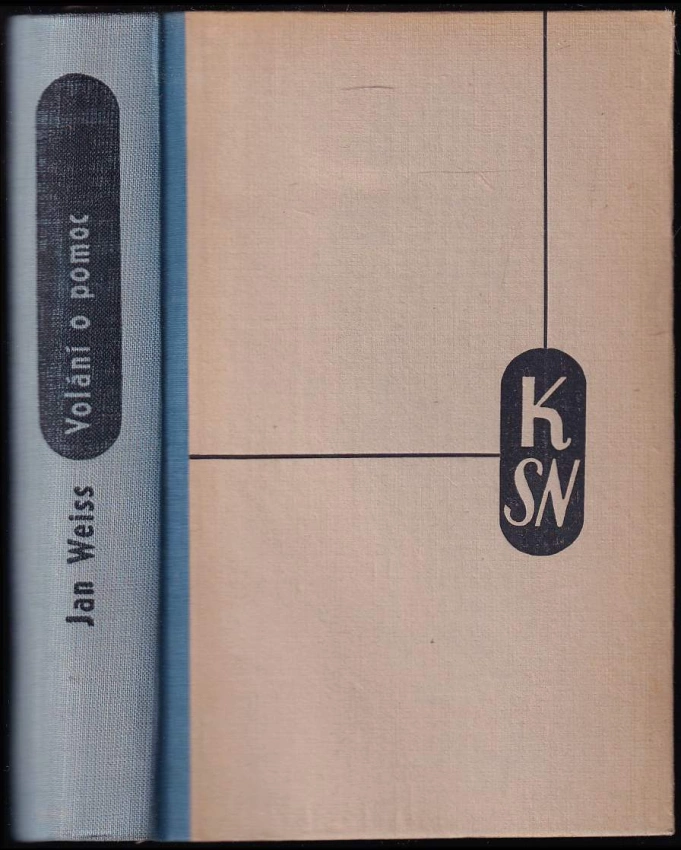 Jan Weiss
Volání o pomoc
K
SN